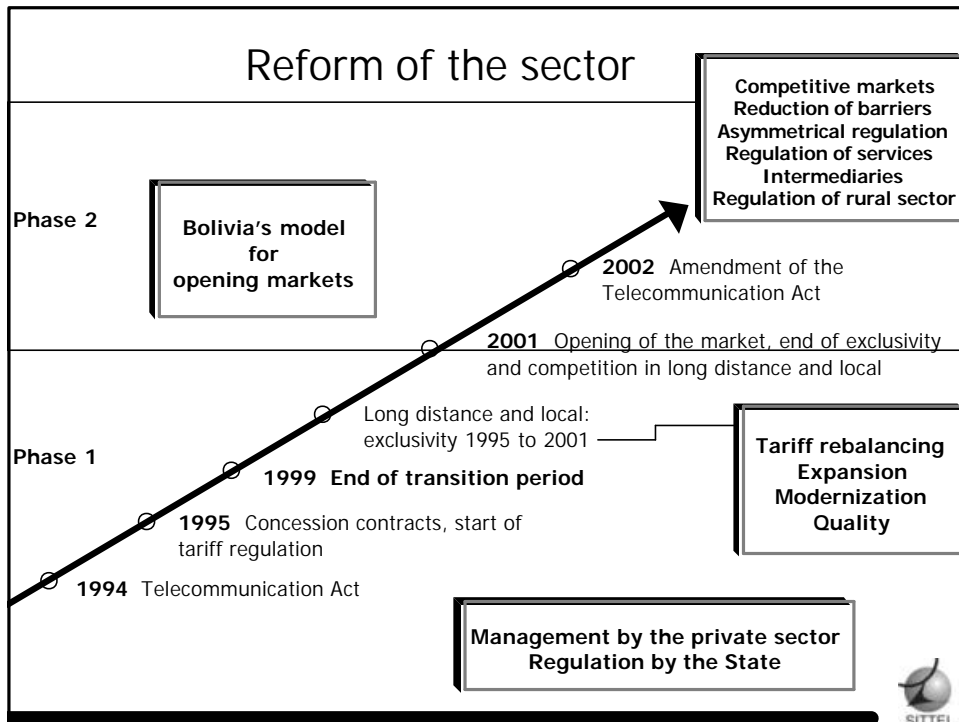 Reform of the sector
Competitive markets
Reduction of barriers
Asymmetrical regulation
Regulation of services
Intermediaries
Regulation of rural sector
Phase 2
Bolivia's model
for
opening markets
2002 Amendment of the
Telecommunication Act
2001 Opening of the market, end of exclusivity
and competition in long distance and local
Long distance and local:
exclusivity 1995 to 2001
Tariff rebalancing
Expansion
Modernization
Quality
Phase 1
1999 End of transition period
1995 Concession contracts, start of
tariff regulation
1994 Telecommunication Act
Management by the private sector
Regulation by the State
SITTEL